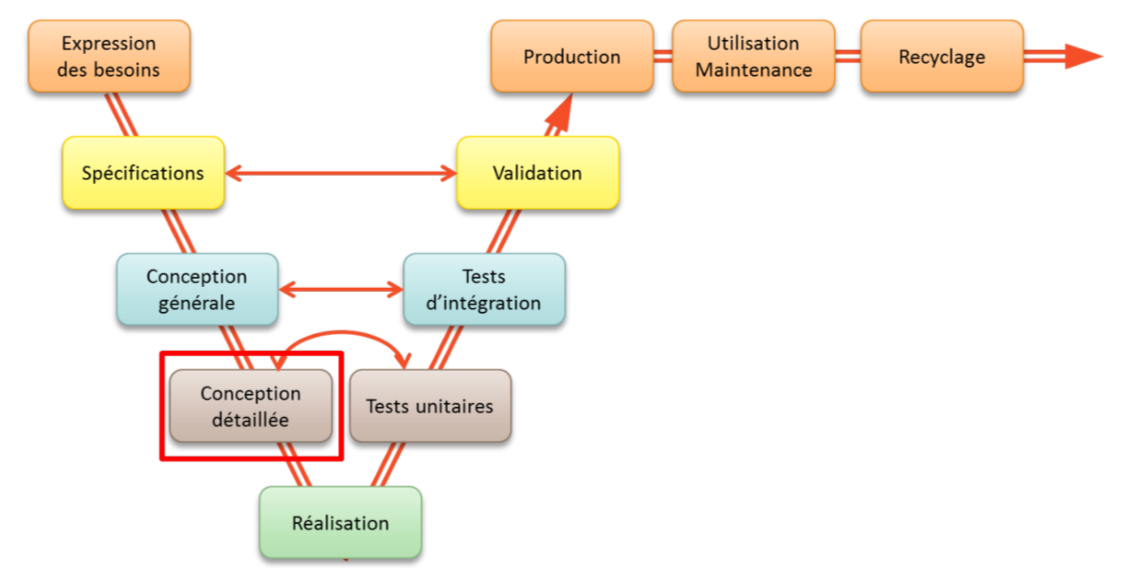 Expression
des besoins
Production
Utilisation
Maintenance
Recyclage
Spécifications
Validation
Conception
générale
Tests
d’intégration
Conception
détaillée
Tests unitaires
Réalisation